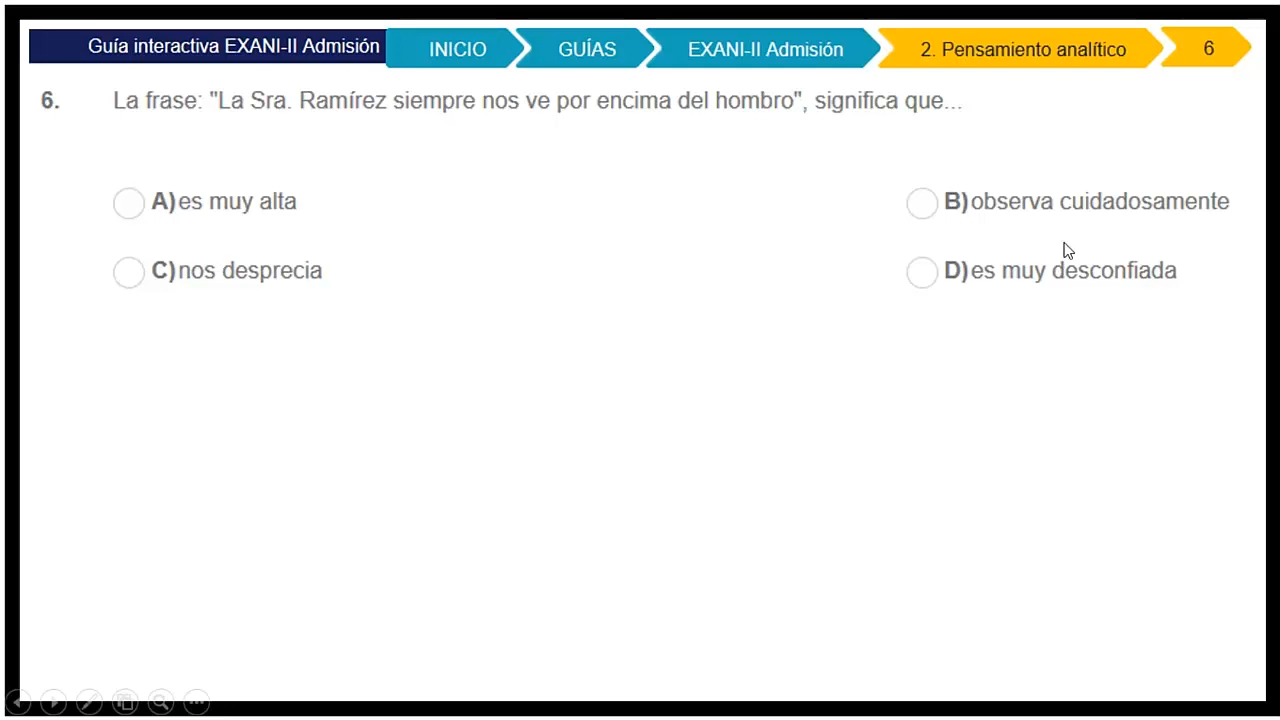 Guía interactiva EXANI-II Admisión INICIO GUÍAS EXANI-II Admisión 2. Pensamiento analítico 6
6. La frase: "La Sra. Ramírez siempre nos ve por encima del hombro", significa que...
A) es muy alta B) observa cuidadosamente
C) nos desprecia D) es muy desconfiada